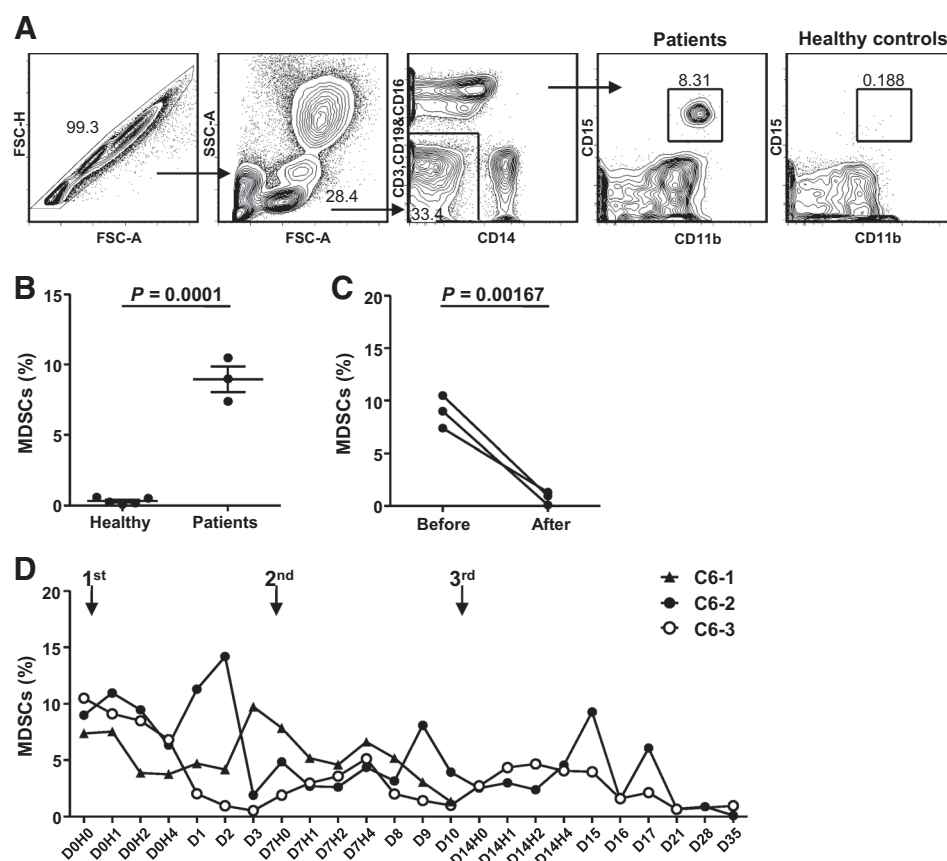 A
Patients
Healthy controls
99.3
FSC-H
FSC-A
SSC-A
28.4
FSC-A
CD3, CD19&CD16
33.4
CD14
8.31
CD15
CD11b
0.188
CD15
CD11b
B
P = 0.0001
MDSCs (%)
15
10
5
0
Healthy
Patients
C
P = 0.00167
MDSCs (%)
20
15
10
5
0
Before
After
D
1st
2nd
3rd
C6-1
C6-2
C6-3
MDSCs (%)
20
15
10
5
0
D0H0
D0H1
D0H2
D0H4
D1
D2
D3
D7H0
D7H1
D7H2
D7H4
D8
D9
D10
D14H0
D14H1
D14H2
D14H4
D15
D16
D17
D21
D28
D35